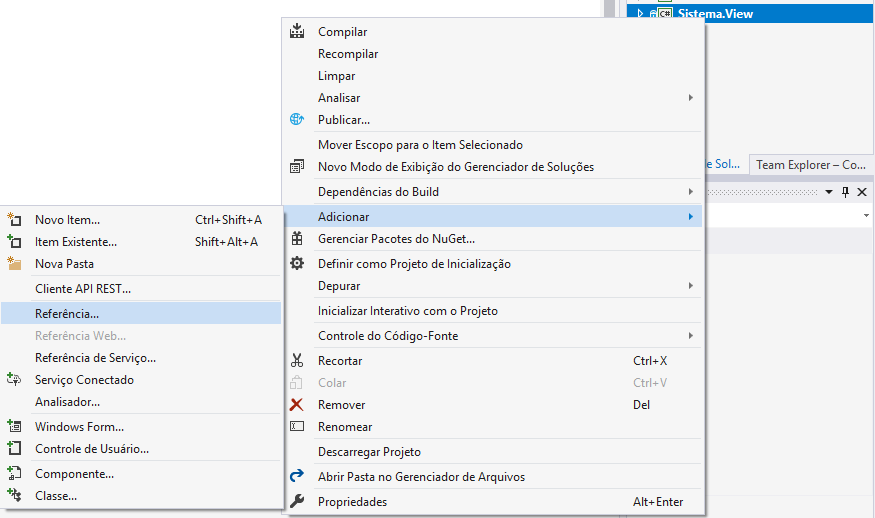 Sistema.View
Compilar
Recompilar
Limpar
Analisar
Publicar...
Mover Escopo para o Item Selecionado
Novo Modo de Exibição do Gerenciador de Soluções
Dependências do Build
Adicionar
Gerenciar Pacotes do NuGet...
Definir como Projeto de Inicialização
Depurar
Inicializar Interativo com o Projeto
Controle do Código-Fonte
Recortar Ctrl+X
Colar Ctrl+V
Remover Del
Renomear
Descarregar Projeto
Abrir Pasta no Gerenciador de Arquivos
Propriedades Alt+Enter
Novo Item... Ctrl+Shift+A
Item Existente... Shift+Alt+A
Nova Pasta
Cliente API REST...
Referência...
Referência Web...
Referência de Serviço...
Serviço Conectado
Analisador...
Windows Form...
Controle de Usuário...
Componente...
Classe...
e Sol... Team Explorer – Co...